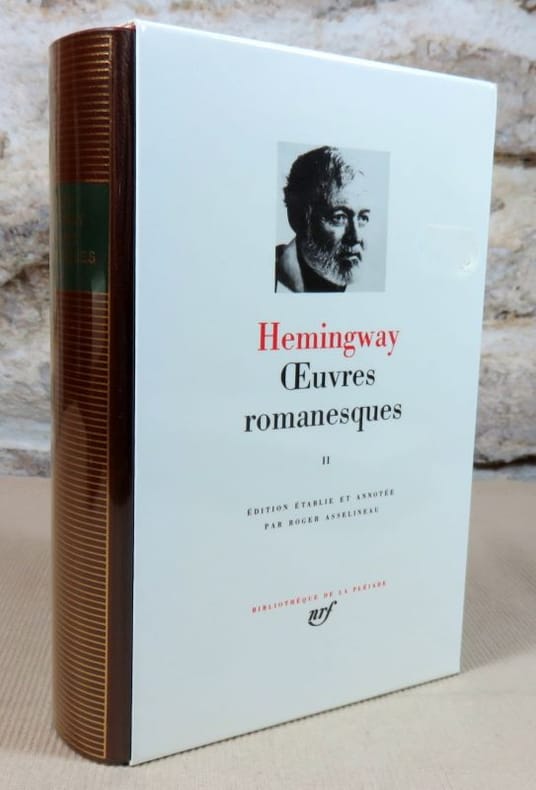 Hemingway
Œuvres
romanesques
II
ÉDITION ÉTABLIE ET ANNOTÉE
PAR ROGER ASSELINEAU
BIBLIOTHÈQUE DE LA PLÉIADE
nrf